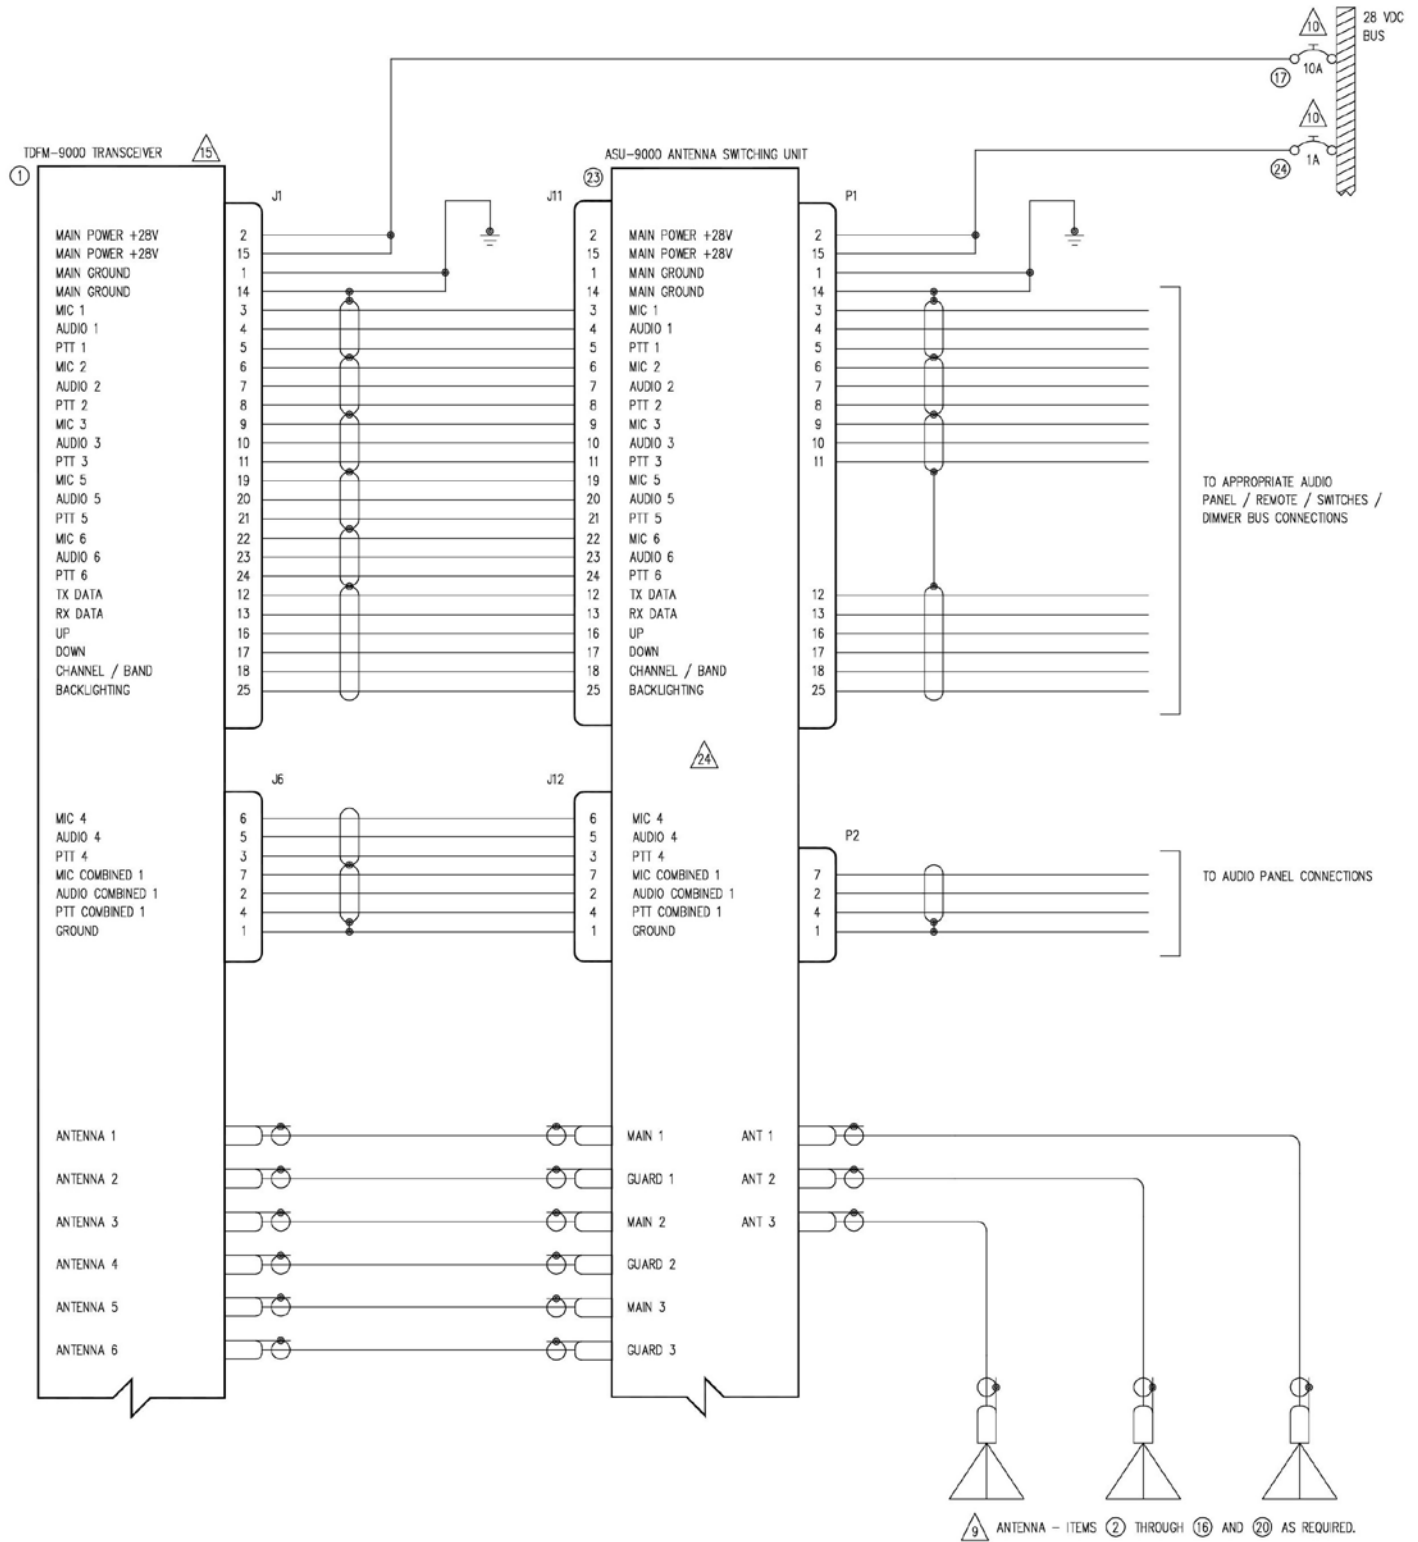 10
28 VDC
BUS
17
10A
10
24
1A
TDFM-9000 TRANSCEIVER
15
1
ASU-9000 ANTENNA SWITCHING UNIT
23
J1
J11
P1
MAIN POWER +28V 2 2 MAIN POWER +28V 2
MAIN POWER +28V 15 15 MAIN POWER +28V 15
MAIN GROUND 1 1 MAIN GROUND 1
MAIN GROUND 14 14 MAIN GROUND 14
MIC 1 3 3 MIC 1 3
AUDIO 1 4 4 AUDIO 1 4
PTT 1 5 5 PTT 1 5
MIC 2 6 6 MIC 2 6
AUDIO 2 7 7 AUDIO 2 7
PTT 2 8 8 PTT 2 8
MIC 3 9 9 MIC 3 9
AUDIO 3 10 10 AUDIO 3 10
PTT 3 11 11 PTT 3 11
MIC 5 19 19 MIC 5
AUDIO 5 20 20 AUDIO 5
PTT 5 21 21 PTT 5
MIC 6 22 22 MIC 6
AUDIO 6 23 23 AUDIO 6
PTT 6 24 24 PTT 6
TX DATA 12 12 TX DATA 12
RX DATA 13 13 RX DATA 13
UP 16 16 UP 16
DOWN 17 17 DOWN 17
CHANNEL / BAND 18 18 CHANNEL / BAND 18
BACKLIGHTING 25 25 BACKLIGHTING 25
TO APPROPRIATE AUDIO
PANEL / REMOTE / SWITCHES /
DIMMER BUS CONNECTIONS
24
J6
J12
P2
MIC 4 6 6 MIC 4
AUDIO 4 5 5 AUDIO 4
PTT 4 3 3 PTT 4
MIC COMBINED 1 7 7 MIC COMBINED 1 7
AUDIO COMBINED 1 2 2 AUDIO COMBINED 1 2
PTT COMBINED 1 4 4 PTT COMBINED 1 4
GROUND 1 1 GROUND 1
TO AUDIO PANEL CONNECTIONS
ANTENNA 1 MAIN 1 ANT 1
ANTENNA 2 GUARD 1 ANT 2
ANTENNA 3 MAIN 2 ANT 3
ANTENNA 4 GUARD 2
ANTENNA 5 MAIN 3
ANTENNA 6 GUARD 3
9 ANTENNA - ITEMS 2 THROUGH 16 AND 20 AS REQUIRED.